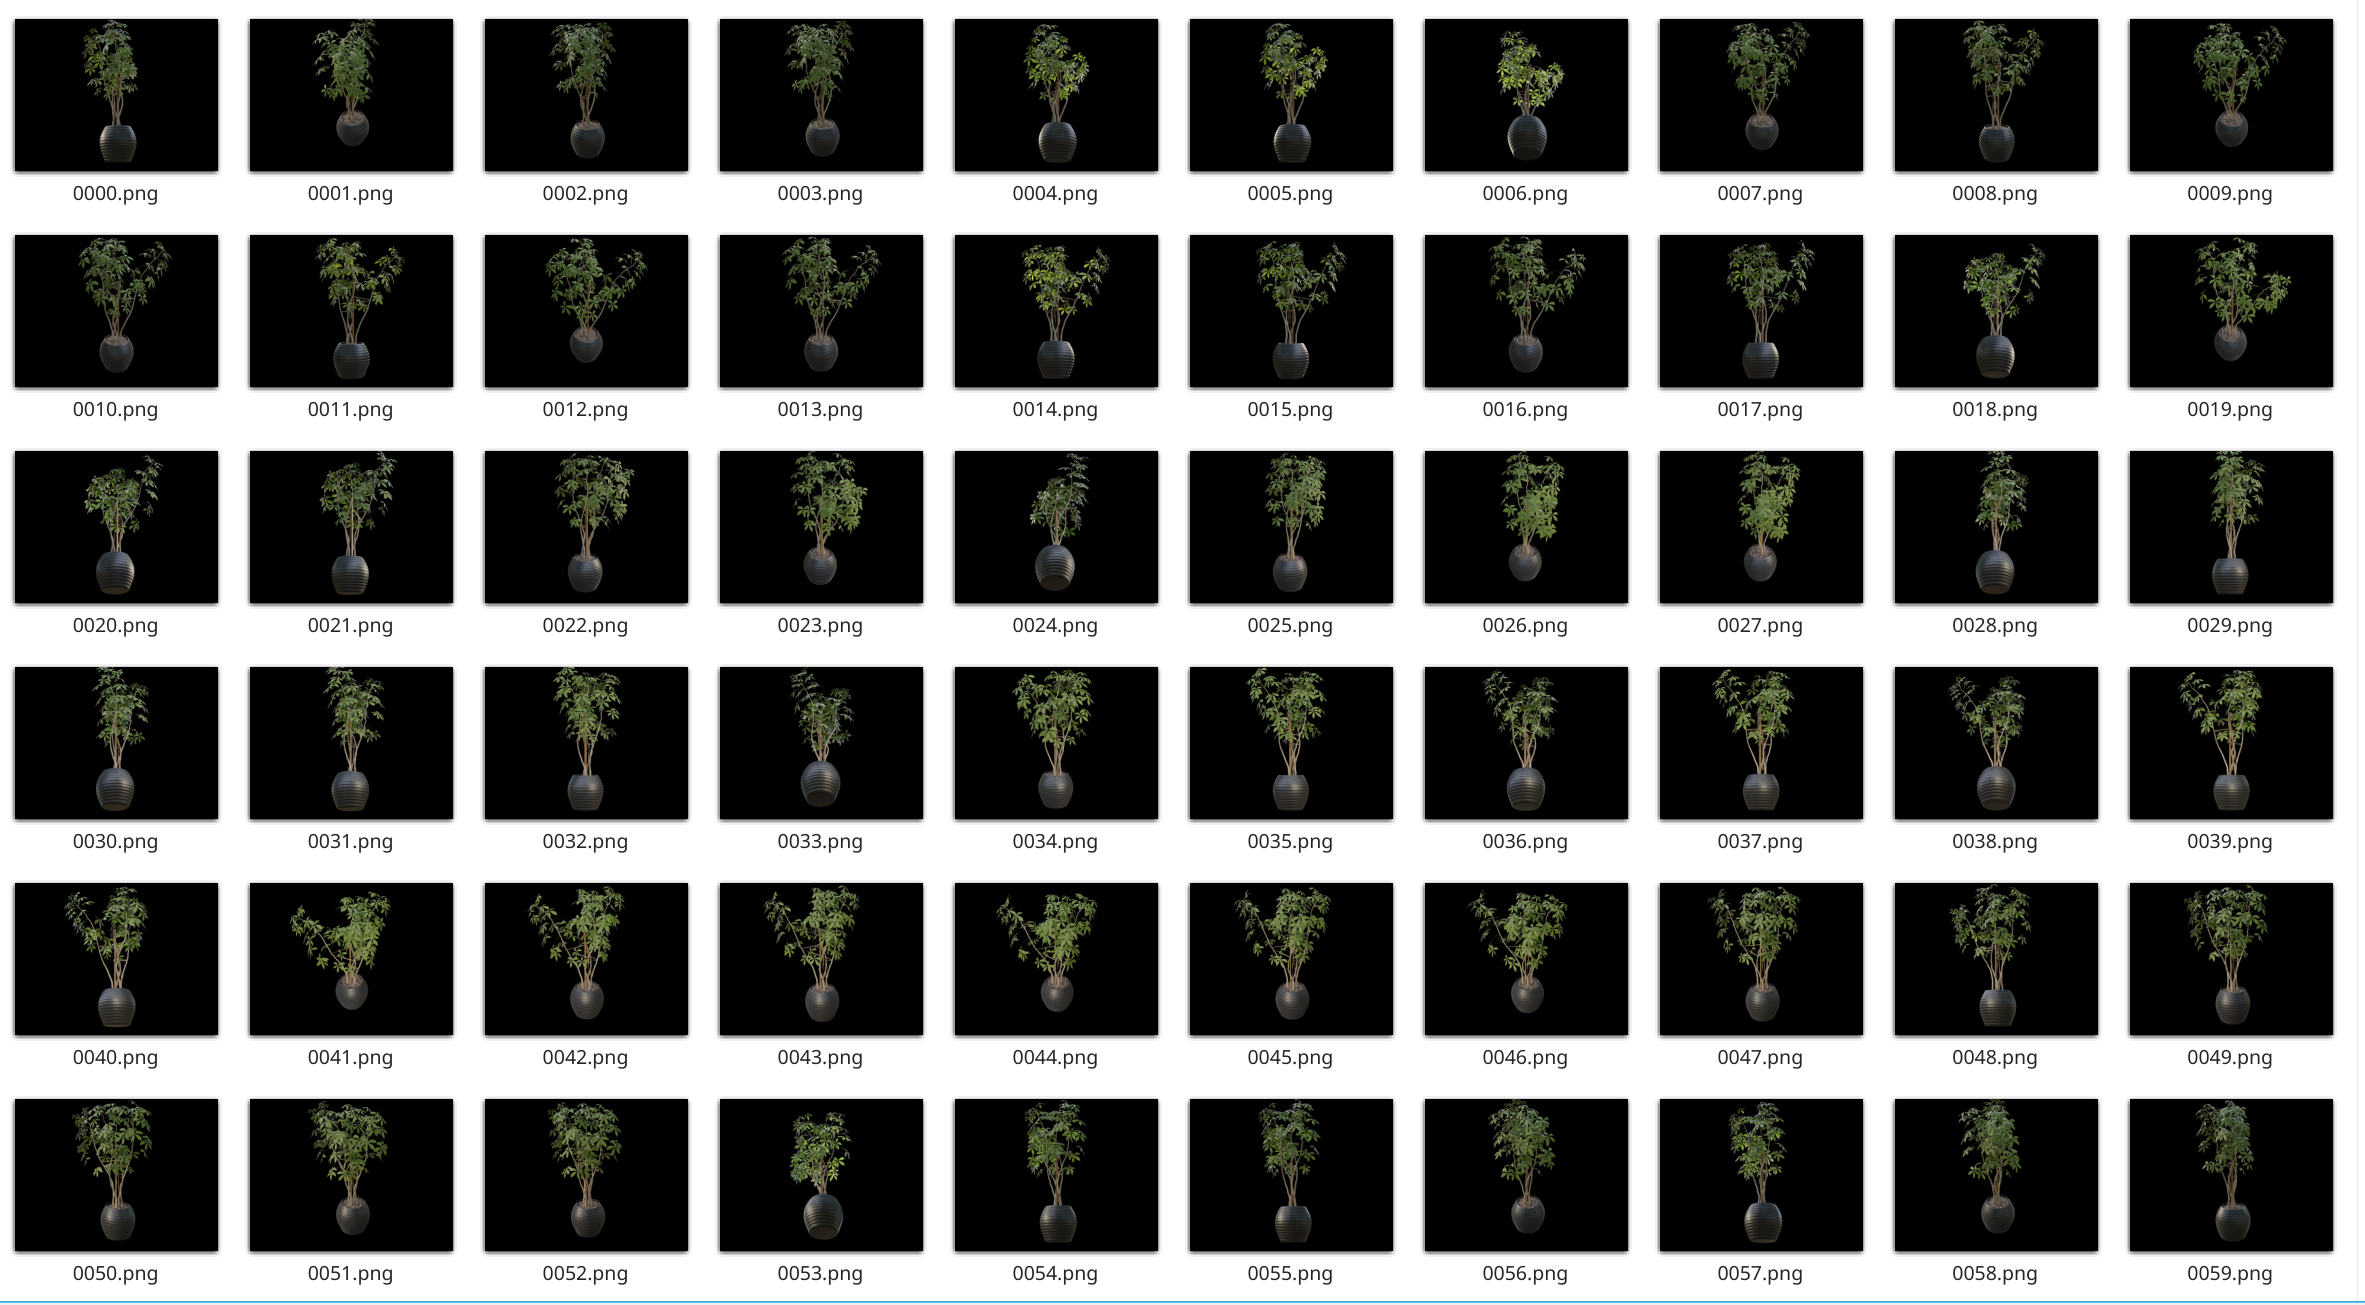 0000.png 0001.png 0002.png 0003.png 0004.png 0005.png 0006.png 0007.png 0008.png 0009.png
0010.png 0011.png 0012.png 0013.png 0014.png 0015.png 0016.png 0017.png 0018.png 0019.png
0020.png 0021.png 0022.png 0023.png 0024.png 0025.png 0026.png 0027.png 0028.png 0029.png
0030.png 0031.png 0032.png 0033.png 0034.png 0035.png 0036.png 0037.png 0038.png 0039.png
0040.png 0041.png 0042.png 0043.png 0044.png 0045.png 0046.png 0047.png 0048.png 0049.png
0050.png 0051.png 0052.png 0053.png 0054.png 0055.png 0056.png 0057.png 0058.png 0059.png